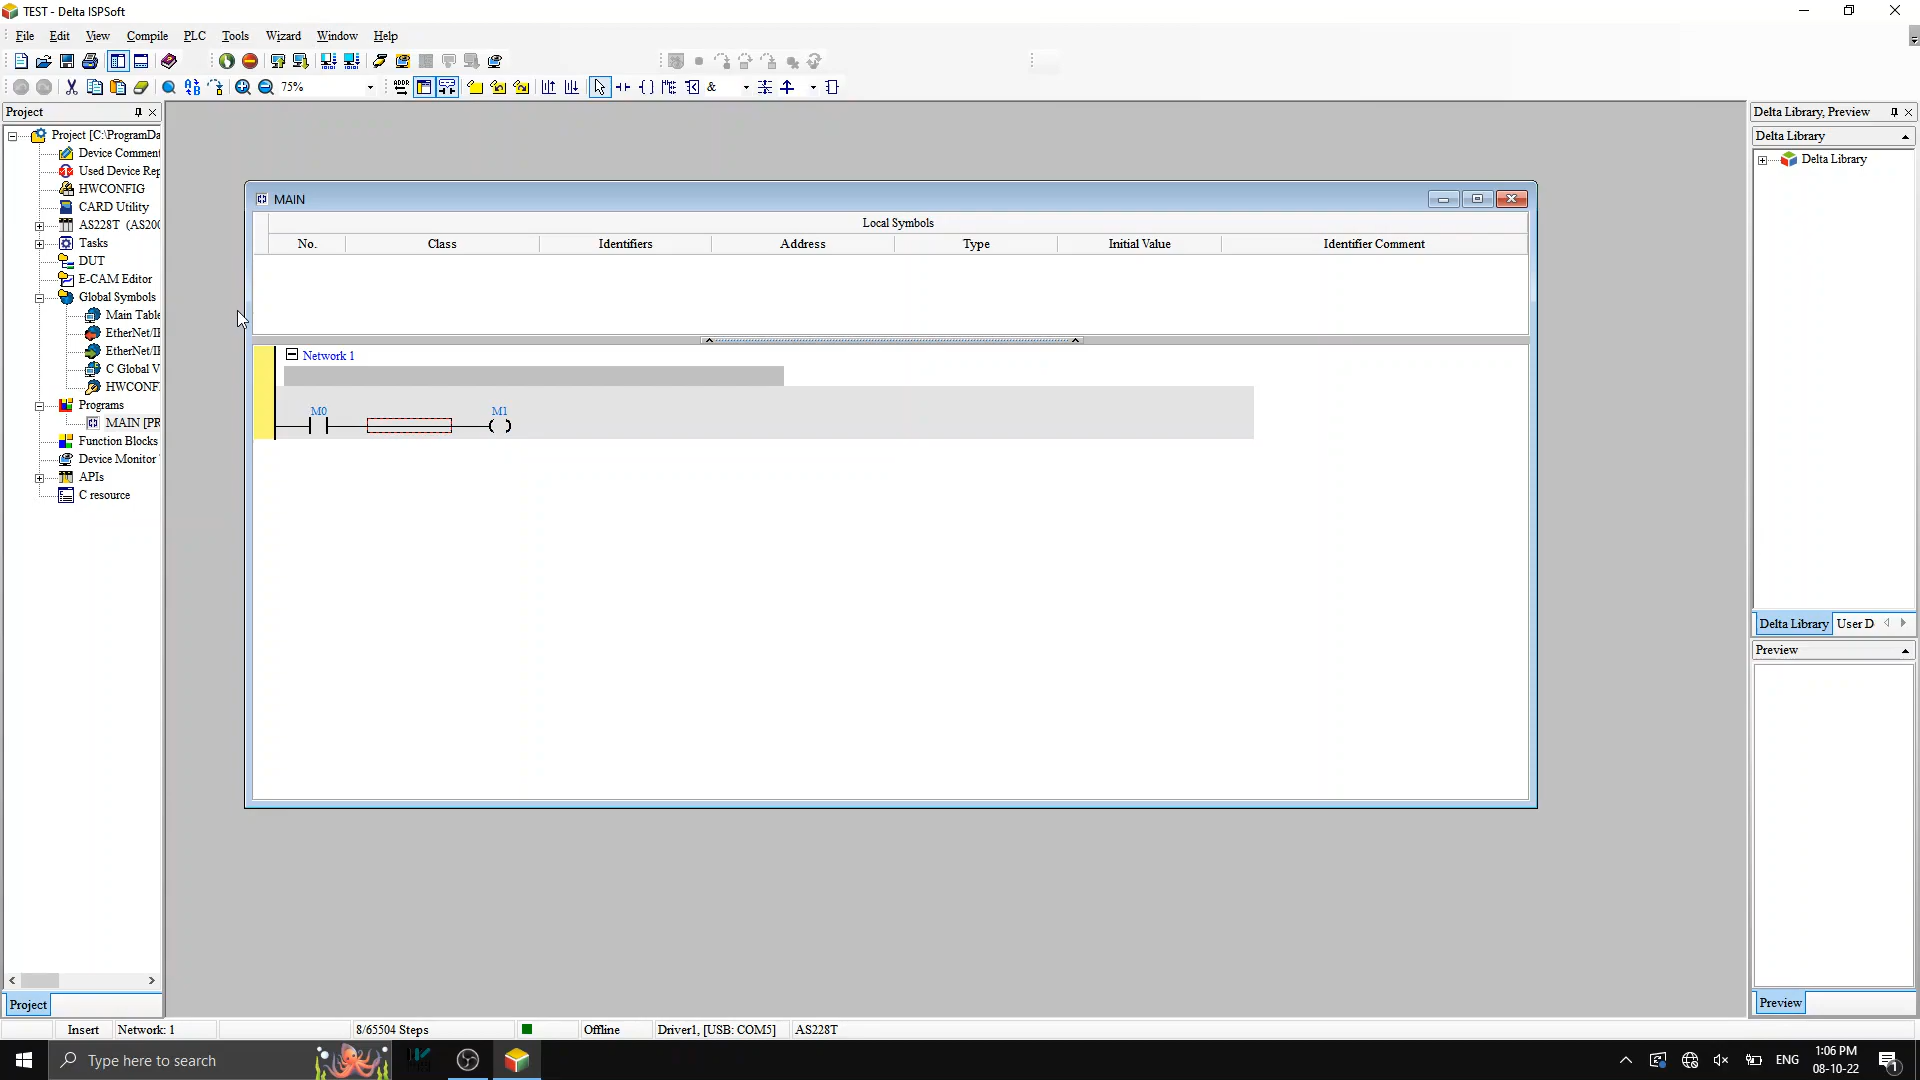 TEST - Delta ISPSoft
File Edit View Compile PLC Tools Wizard Window Help
75%
&
Project
Project [C:\ProgramDa
Device Comment
Used Device Rep
HWCONFIG
CARD Utility
AS228T (AS200
Tasks
DUT
E-CAM Editor
Global Symbols
Main Table
EtherNet/IP
EtherNet/IP
C Global V
HWCONF
Programs
MAIN [PR
Function Blocks
Device Monitor
APIs
C resource
Project
MAIN
Local Symbols
No. Class Identifiers Address Type Initial Value Identifier Comment
Network 1
M0 M1
Delta Library, Preview
Delta Library
Delta Library
Delta Library User D
Preview
Preview
Insert Network: 1 8/65504 Steps Offline Driver1, [USB: COM5] AS228T
Type here to search
ENG
1:06 PM
08-10-22
1